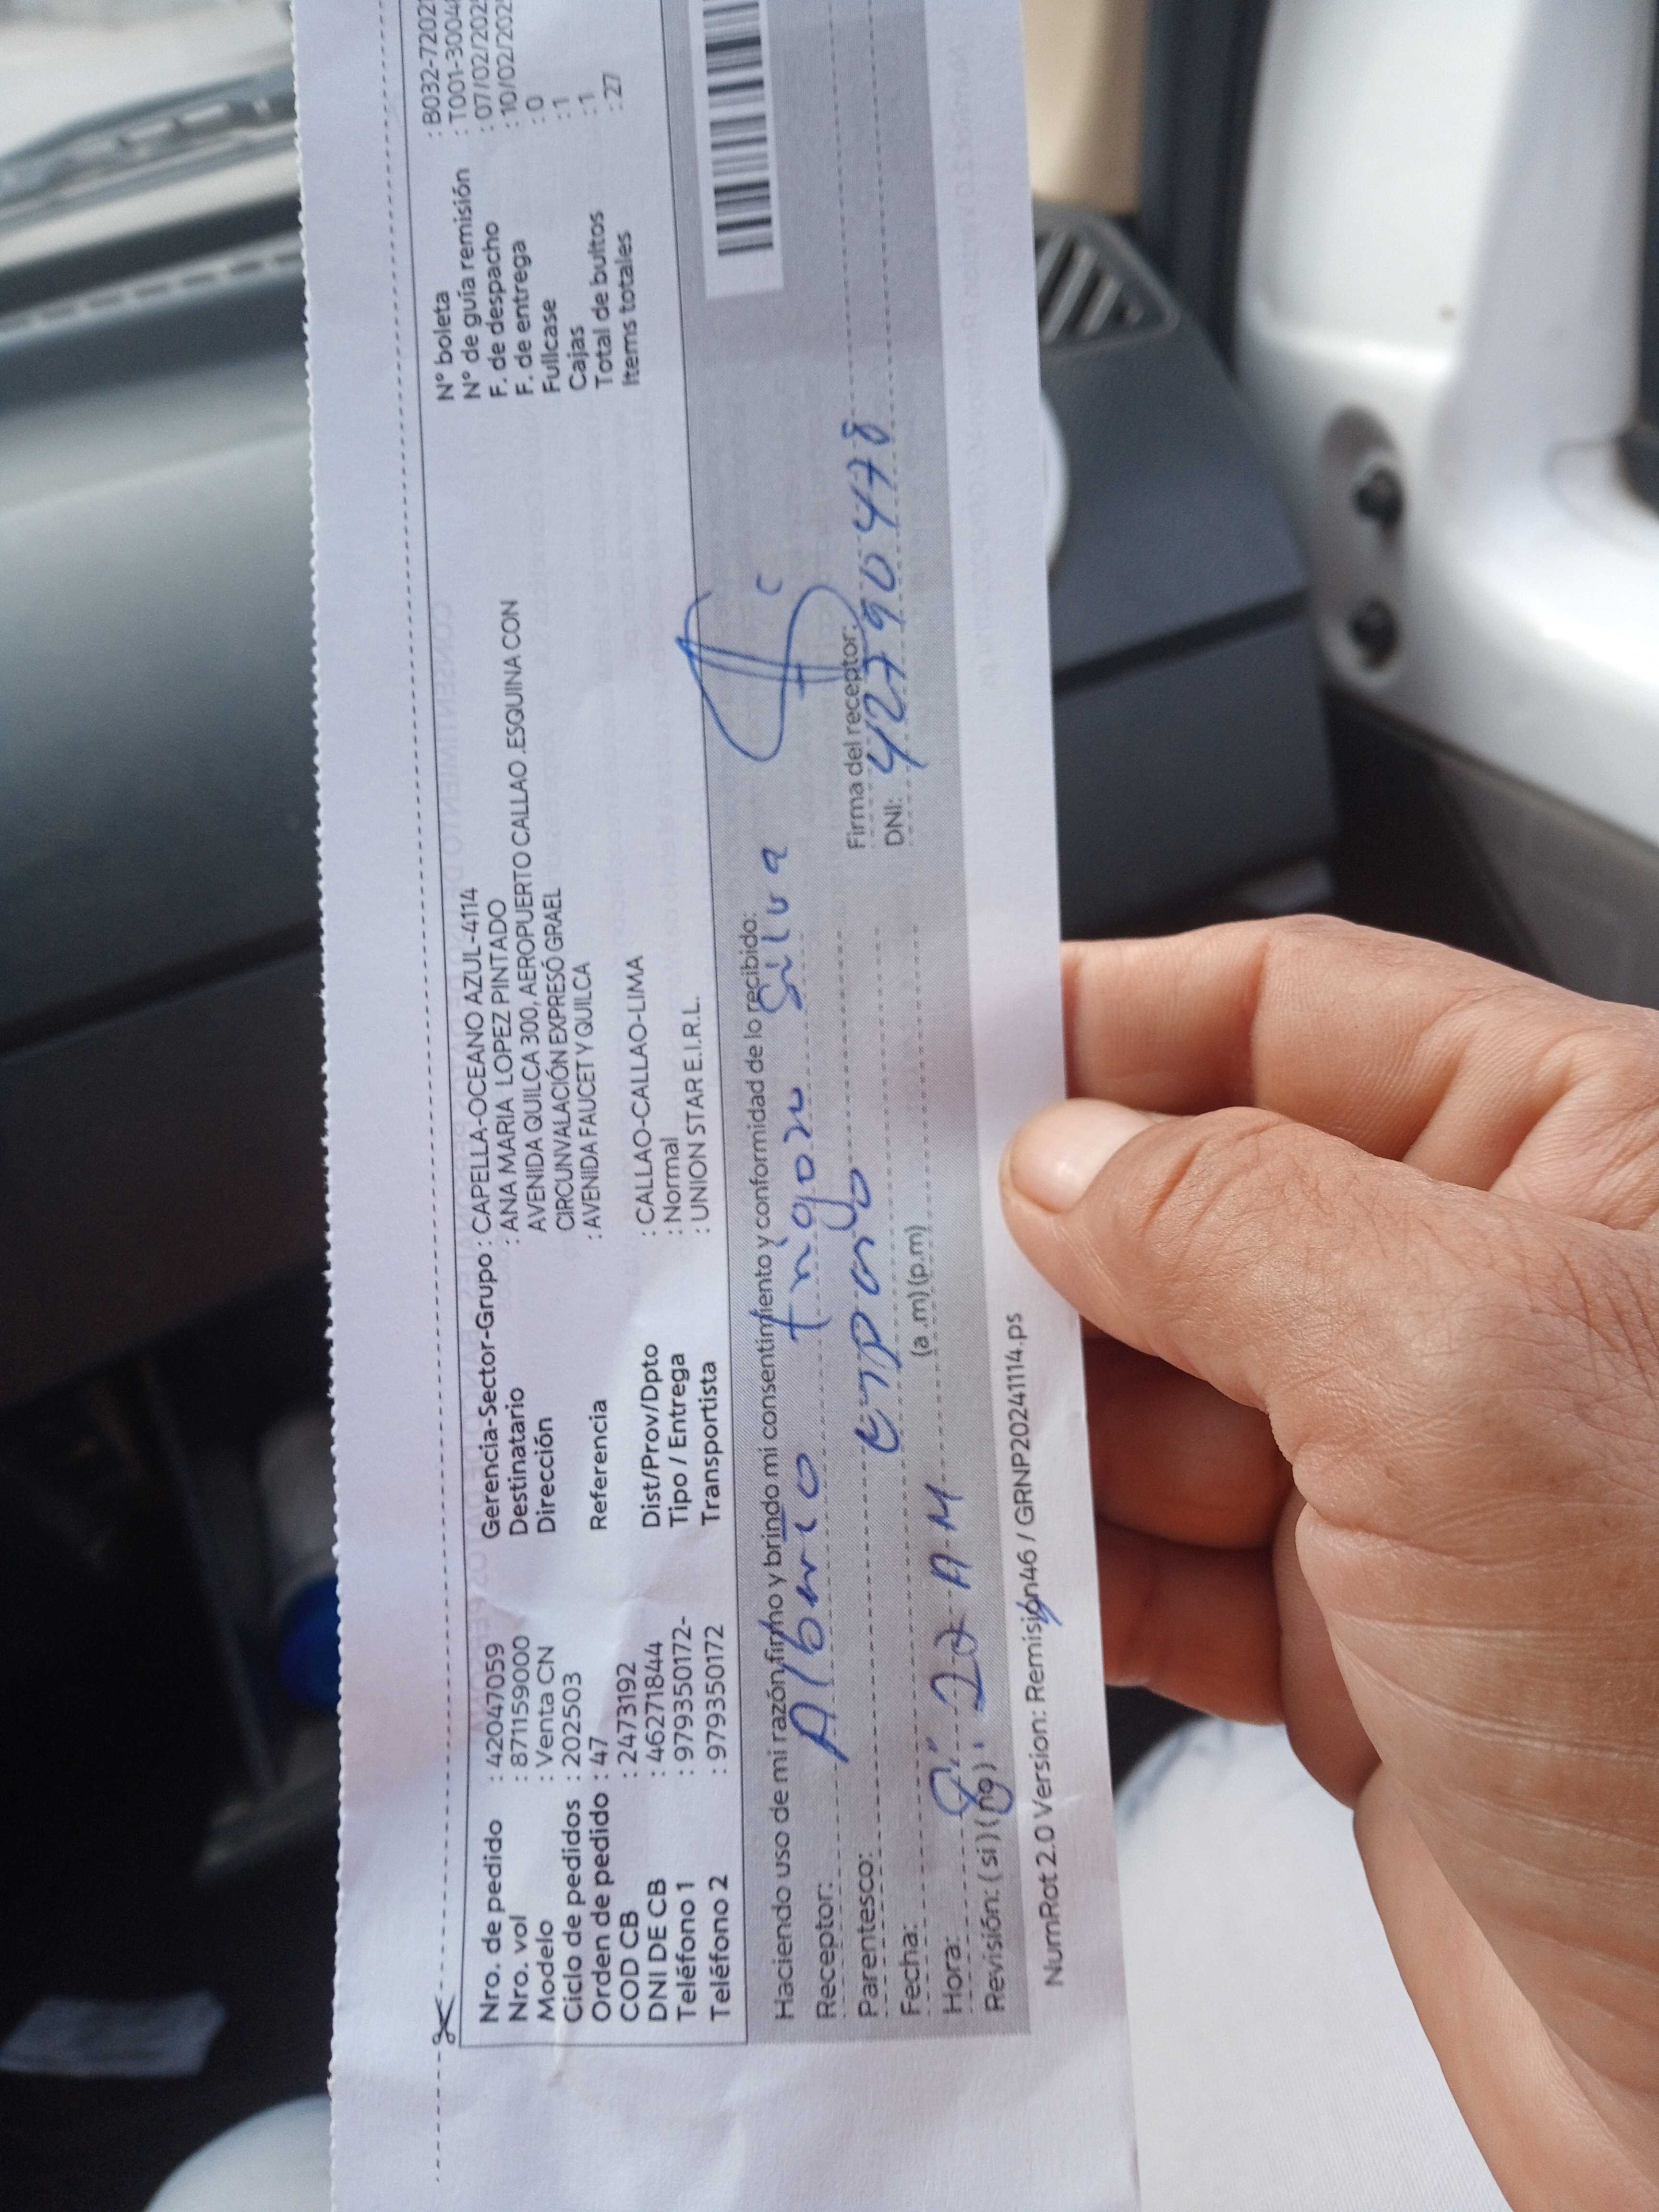 Nro. de pedido : 42047059
Nro. vol : 871159000
Modelo : Venta CN
Ciclo de pedidos : 202503
Orden de pedido : 47
COD CB : 2473192
DNI DE CB : 46271844
Teléfono 1 : 979350172-
Teléfono 2 : 979350172
Gerencia-Sector-Grupo : CAPELLA-OCEANO AZUL-4114
Destinatario : ANA MARIA LOPEZ PINTADO
Dirección AVENIDA QUILCA 300, AEROPUERTO CALLAO .ESQUINA CON
CIRCUNVALACIÓN EXPRESÓ GRAEL
Referencia : AVENIDA FAUCET Y QUILCA
Dist/Prov/Dpto : CALLAO-CALLAO-LIMA
Tipo / Entrega : Normal
Transportista : UNION STAR E.I.R.L.
N° boleta : B032-7202
N° de guía remisión : T001-3004
F. de despacho : 07/02/202
F. de entrega : 10/02/202
Fullcase : 0
Cajas : 1
Total de bultos : 1
Items totales : 27
Haciendo uso de mi razón,firmo y brindo mi consentimiento y conformidad de lo recibido:
Receptor: Silva
Parentesco:
Fecha: (a .m) (p.m)
Hora: AM
Revisión: ( si ) ( no )
Firma del receptor:
DNI: 42790478
NumRot 2.0 Version: Remision46 / GRNP20241114.ps